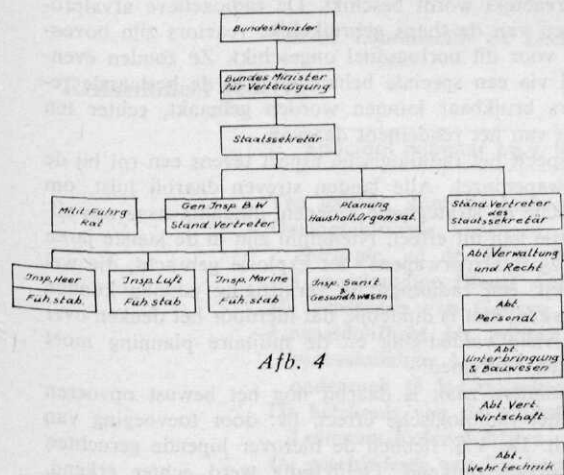 Bundeskanzler
Bundes Minister
für Verteidigung
Staatssekretär
Milit. Führg
Rat
Gen. Insp. B.W
Stand. Vertreter
Planung
Haushalt. Organisat.
Stand. Vertreter
des
Staatssekretär
Insp. Heer
Füh. stab.
Insp. Luft
Füh. stab.
Insp. Marine
Füh. stab.
Insp. Sanit.
&
Gesundh wesen
Abt Verwaltung
und Recht
Abt.
Personal
Abt
Unterbringung
& Bauwesen
Abt Vert.
Wirtschaft
Abt.
Wehrtechnik
Afb. 4